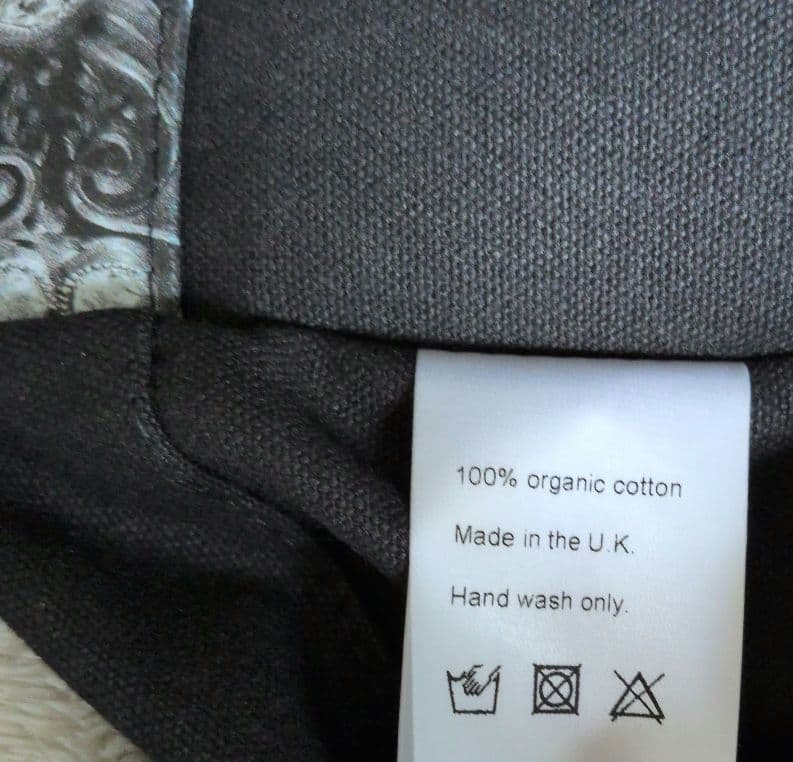 100% organic cotton
Made in the U.K.
Hand wash only.